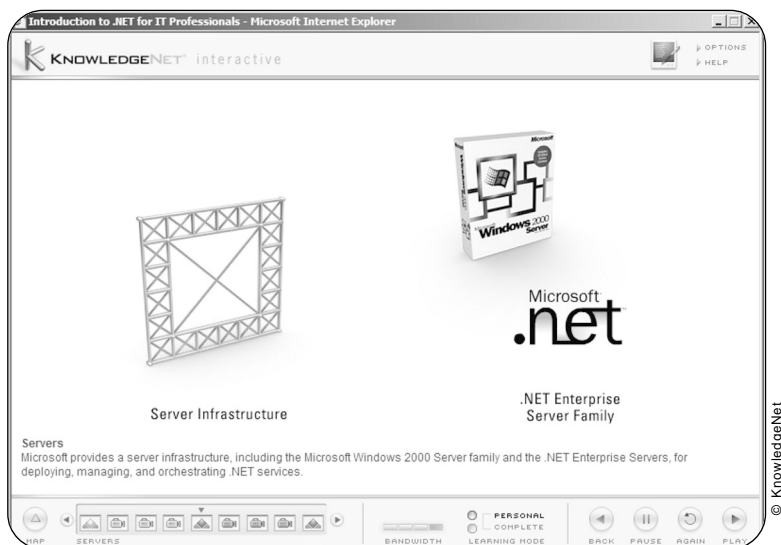 Introduction to .NET for IT Professionals - Microsoft Internet Explorer
KNOWLEDGENET interactive
OPTIONS
HELP
Microsoft
Windows 2000
Server
Microsoft
.net
Server Infrastructure
.NET Enterprise
Server Family
Servers
Microsoft provides a server infrastructure, including the Microsoft Windows 2000 Server family and the .NET Enterprise Servers, for
deploying, managing, and orchestrating .NET services.
MAP
SERVERS
BANDWIDTH
PERSONAL
COMPLETE
LEARNING MODE
BACK
PAUSE
AGAIN
PLAY
© KnowledgeNet